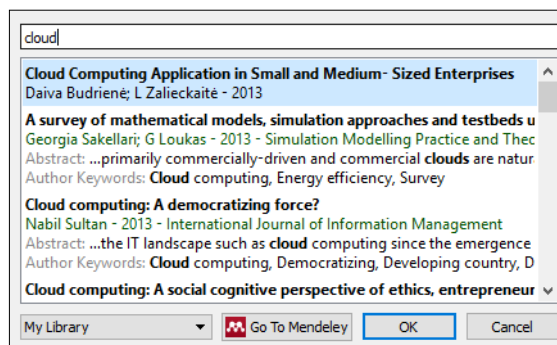 cloud
Cloud Computing Application in Small and Medium- Sized Enterprises
Daiva Budrienė; L Zalieckaitė - 2013
A survey of mathematical models, simulation approaches and testbeds u
Georgia Sakellari; G Loukas - 2013 - Simulation Modelling Practice and Theo
Abstract: ...primarily commercially-driven and commercial clouds are natura
Author Keywords: Cloud computing, Energy efficiency, Survey
Cloud computing: A democratizing force?
Nabil Sultan - 2013 - International Journal of Information Management
Abstract: ...the IT landscape such as cloud computing since the emergence
Author Keywords: Cloud computing, Democratizing, Developing country, D
Cloud computing: A social cognitive perspective of ethics, entrepreneur
My Library
Go To Mendeley
OK
Cancel